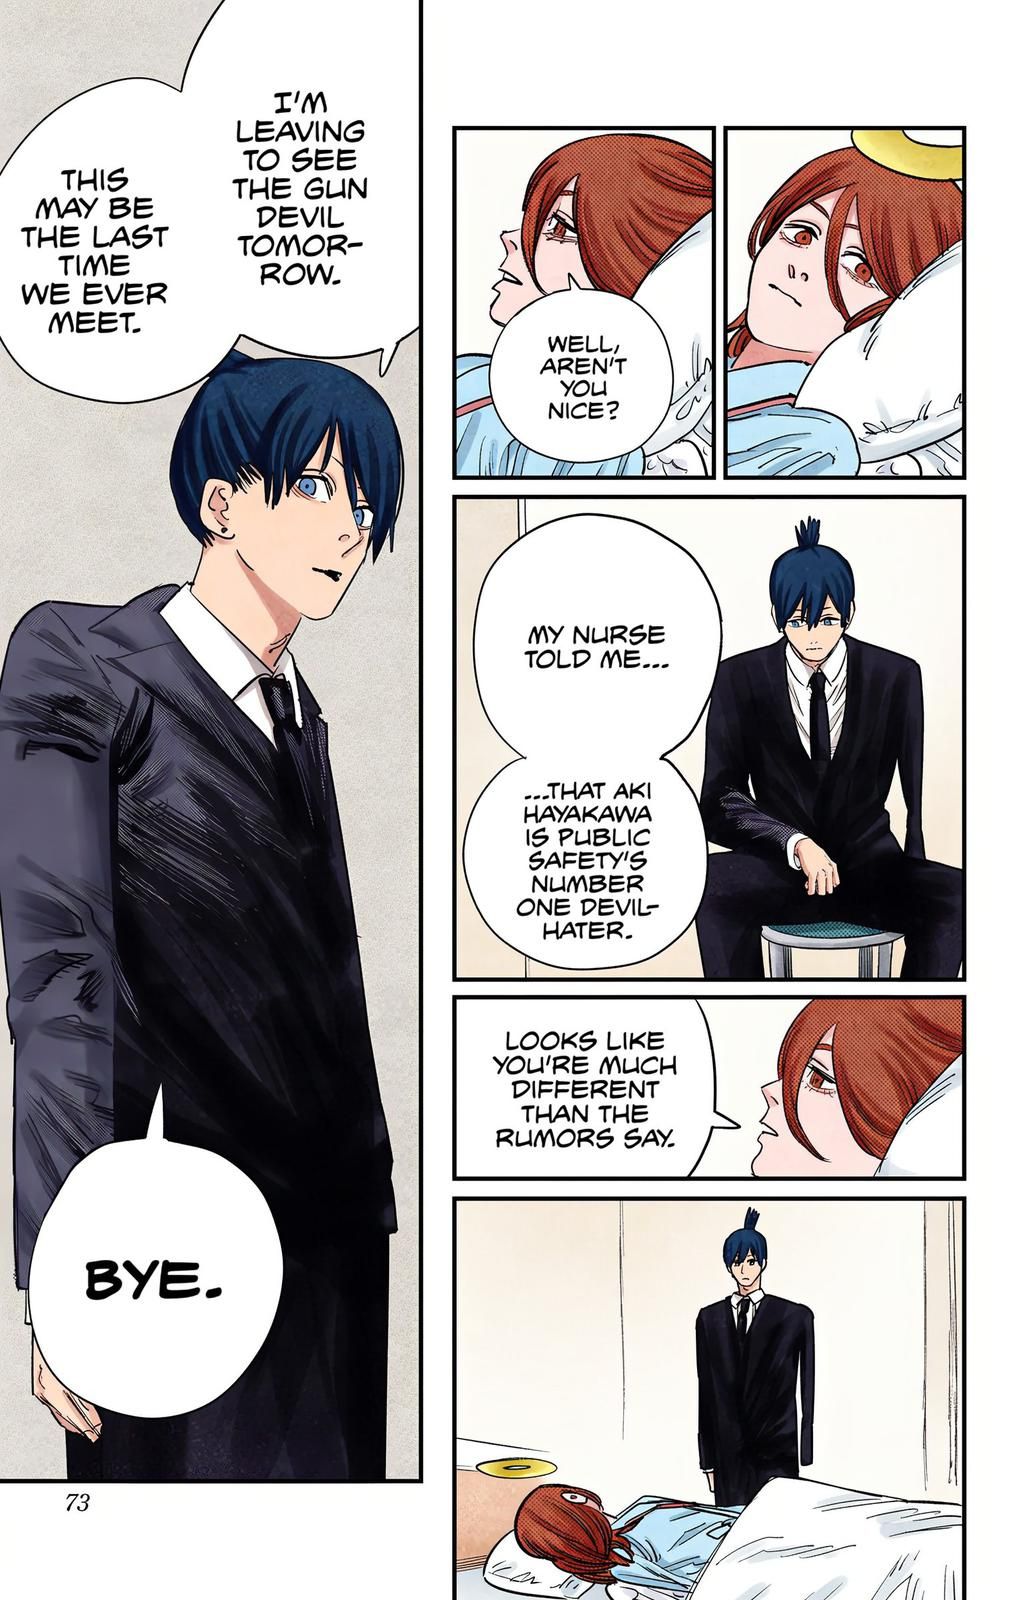 WELL,
AREN'T
YOU
NICE?
MY NURSE
TOLD ME...
...THAT AKI
HAYAKAWA
IS PUBLIC
SAFETY'S
NUMBER
ONE DEVIL-
HATER.
LOOKS LIKE
YOU'RE MUCH
DIFFERENT
THAN THE
RUMORS SAY.
I'M
LEAVING
TO SEE
THE GUN
DEVIL
TOMOR-
ROW.
THIS
MAY BE
THE LAST
TIME
WE EVER
MEET.
BYE.
73